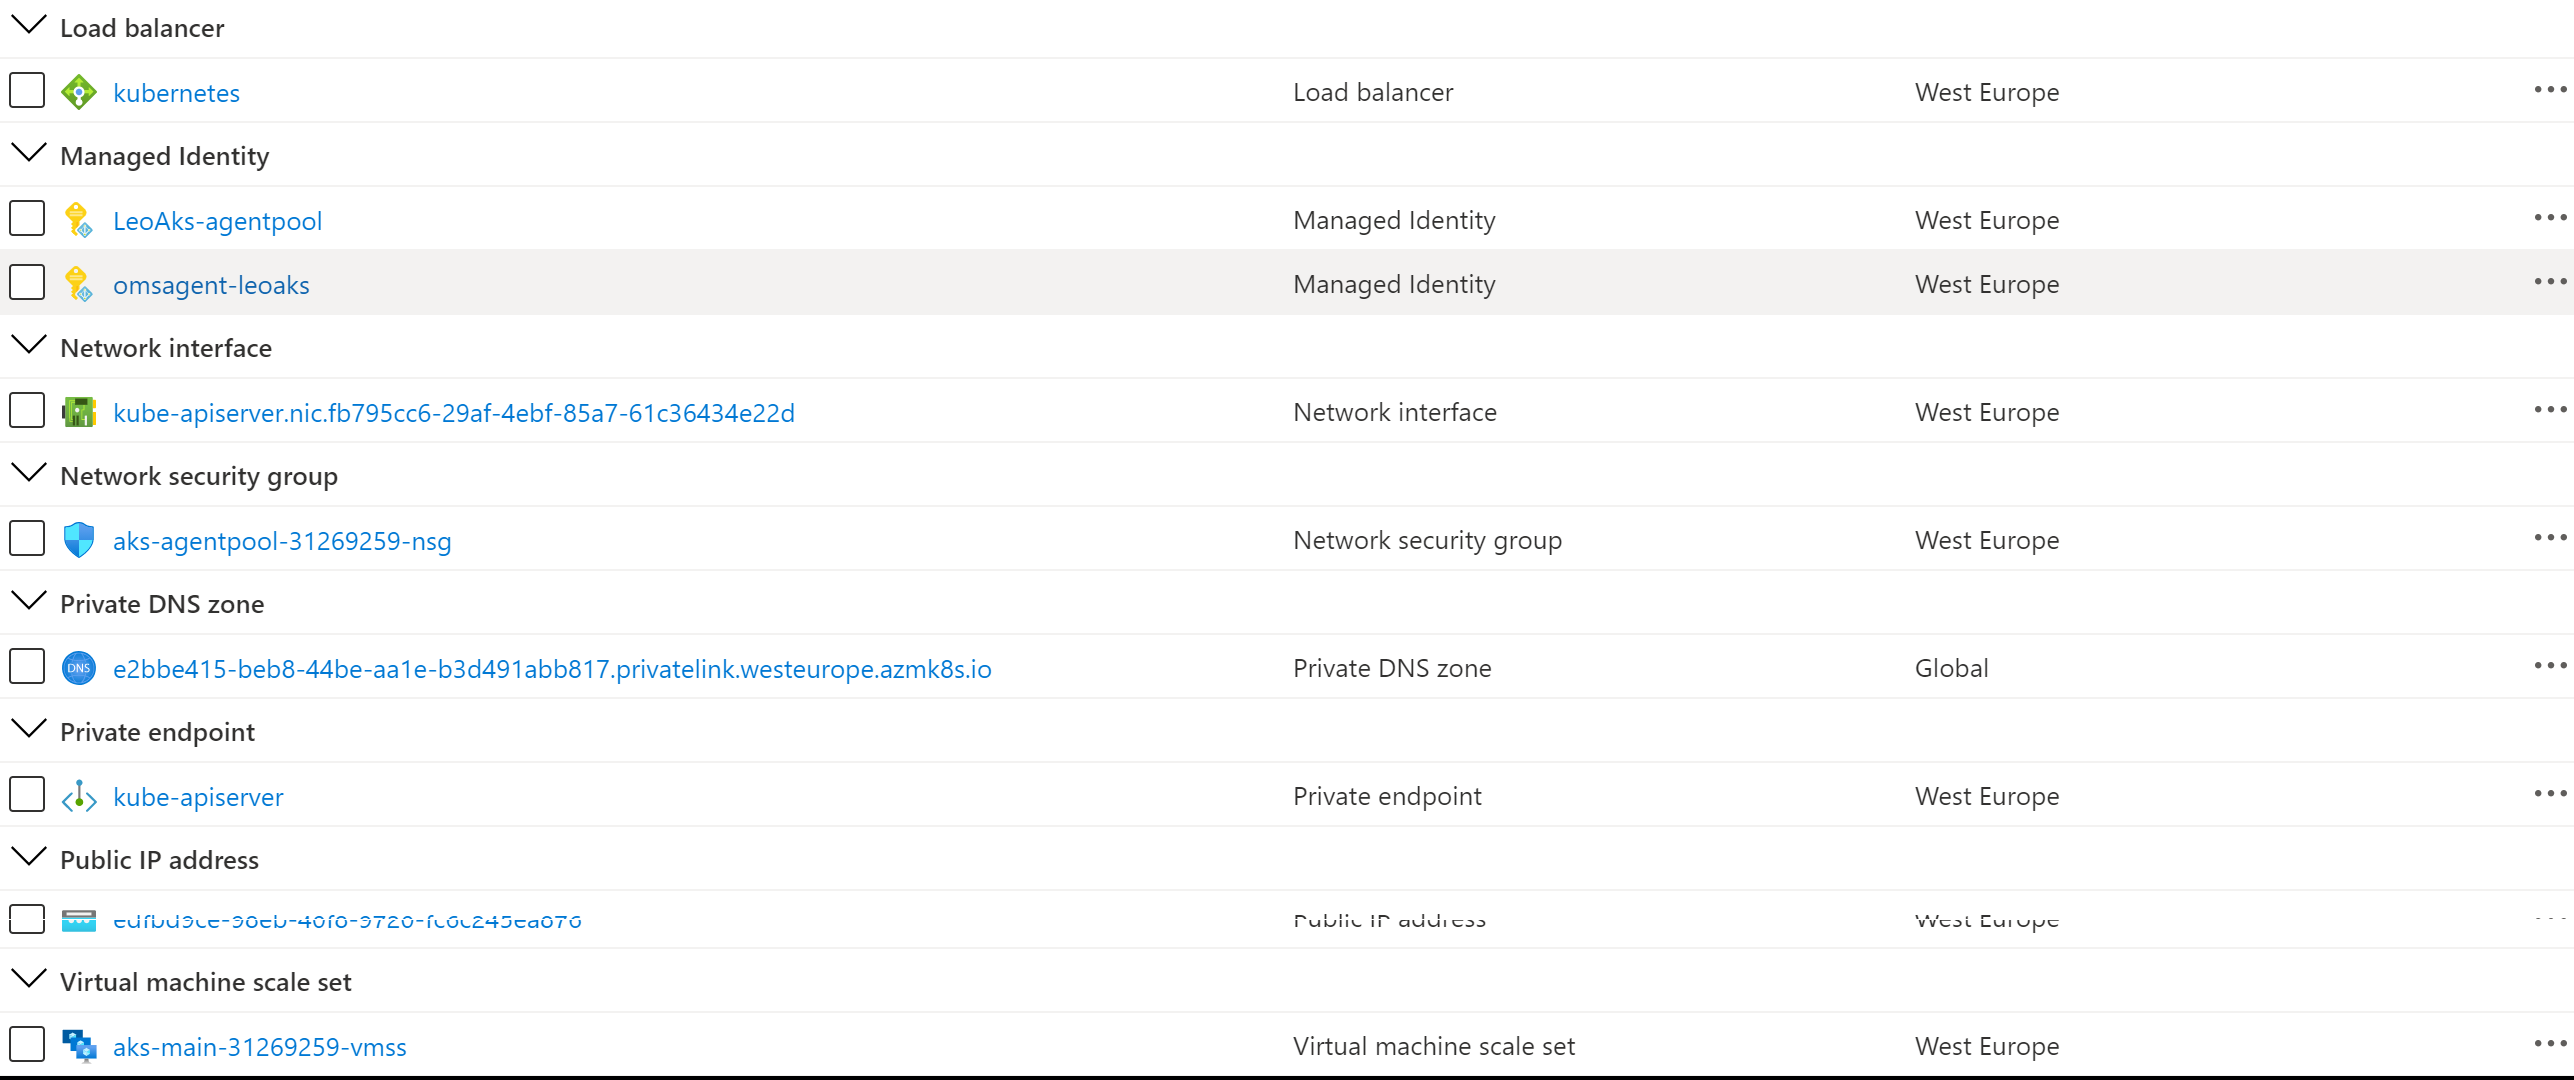 Load balancer
kubernetes Load balancer West Europe
Managed Identity
LeoAks-agentpool Managed Identity West Europe
omsagent-leoaks Managed Identity West Europe
Network interface
kube-apiserver.nic.fb795cc6-29af-4ebf-85a7-61c36434e22d Network interface West Europe
Network security group
aks-agentpool-31269259-nsg Network security group West Europe
Private DNS zone
DNS e2bbe415-beb8-44be-aa1e-b3d491abb817.privatelink.westeurope.azmk8s.io Private DNS zone Global
Private endpoint
kube-apiserver Private endpoint West Europe
Public IP address
Public IP address West Europe
Virtual machine scale set
aks-main-31269259-vmss Virtual machine scale set West Europe